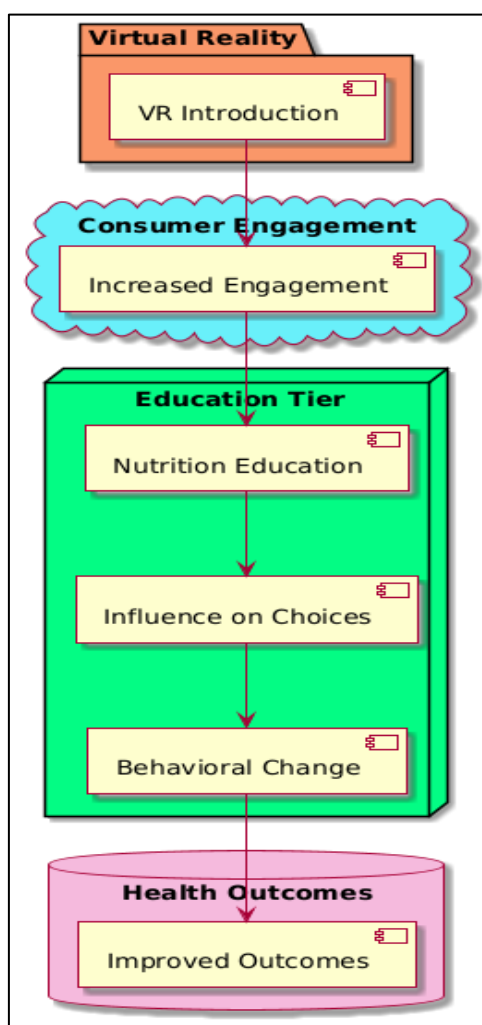 Virtual Reality
VR Introduction
Consumer Engagement
Increased Engagement
Education Tier
Nutrition Education
Influence on Choices
Behavioral Change
Health Outcomes
Improved Outcomes